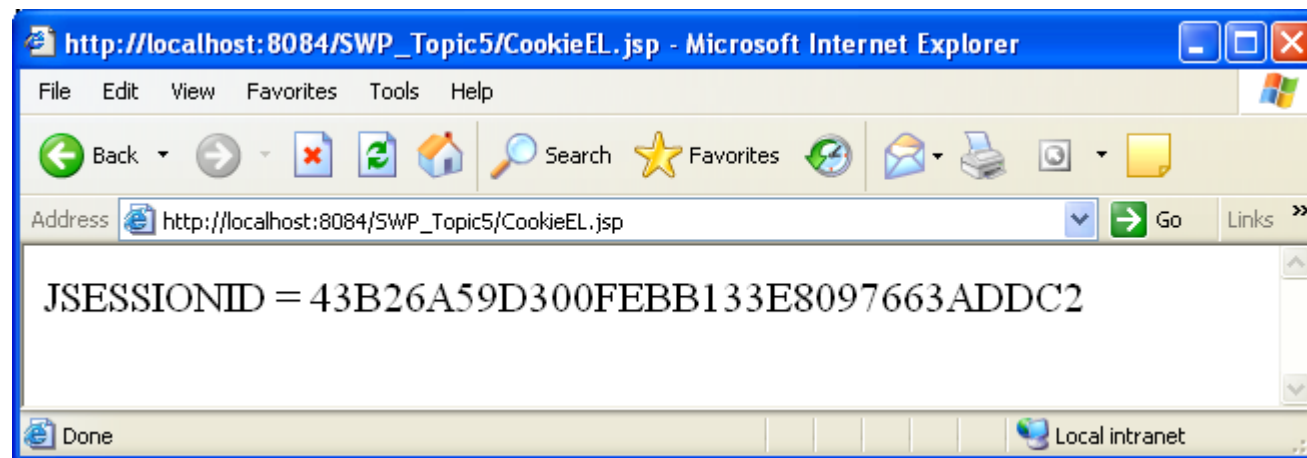 http://localhost:8084/SWP_Topic5/CookieEL.jsp - Microsoft Internet Explorer
File Edit View Favorites Tools Help
Back Search Favorites
Address http://localhost:8084/SWP_Topic5/CookieEL.jsp Go Links »
JSESSIONID = 43B26A59D300FEBB133E8097663ADDC2
Done Local intranet